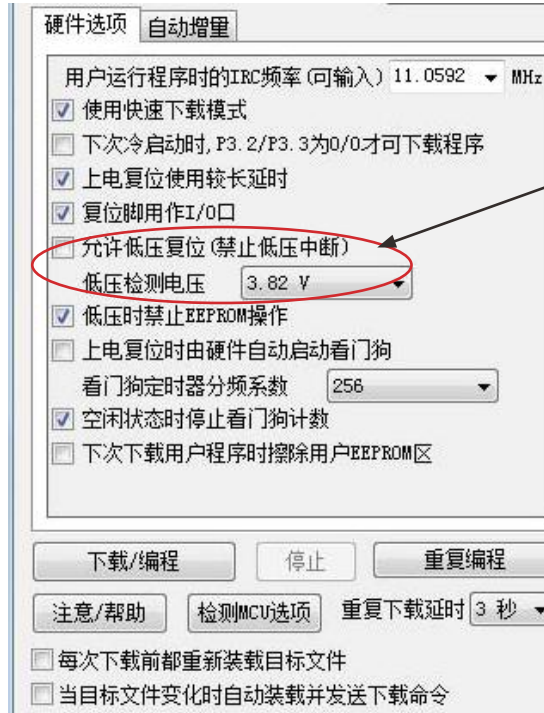 硬件选项 自动增量
用户运行程序时的IRC频率(可输入) 11.0592 MHz
使用快速下载模式
下次冷启动时,P3.2/P3.3为0/0才可下载程序
上电复位使用较长延时
复位脚用作I/O口
允许低压复位(禁止低压中断)
低压检测电压 3.82 V
低压时禁止EEPROM操作
上电复位时由硬件自动启动看门狗
看门狗定时器分频系数 256
空闲状态时停止看门狗计数
下次下载用户程序时擦除用户EEPROM区
下载/编程 停止 重复编程
注意/帮助 检测MCU选项 重复下载延时 3 秒
每次下载前都重新装载目标文件
当目标文件变化时自动装载并发送下载命令